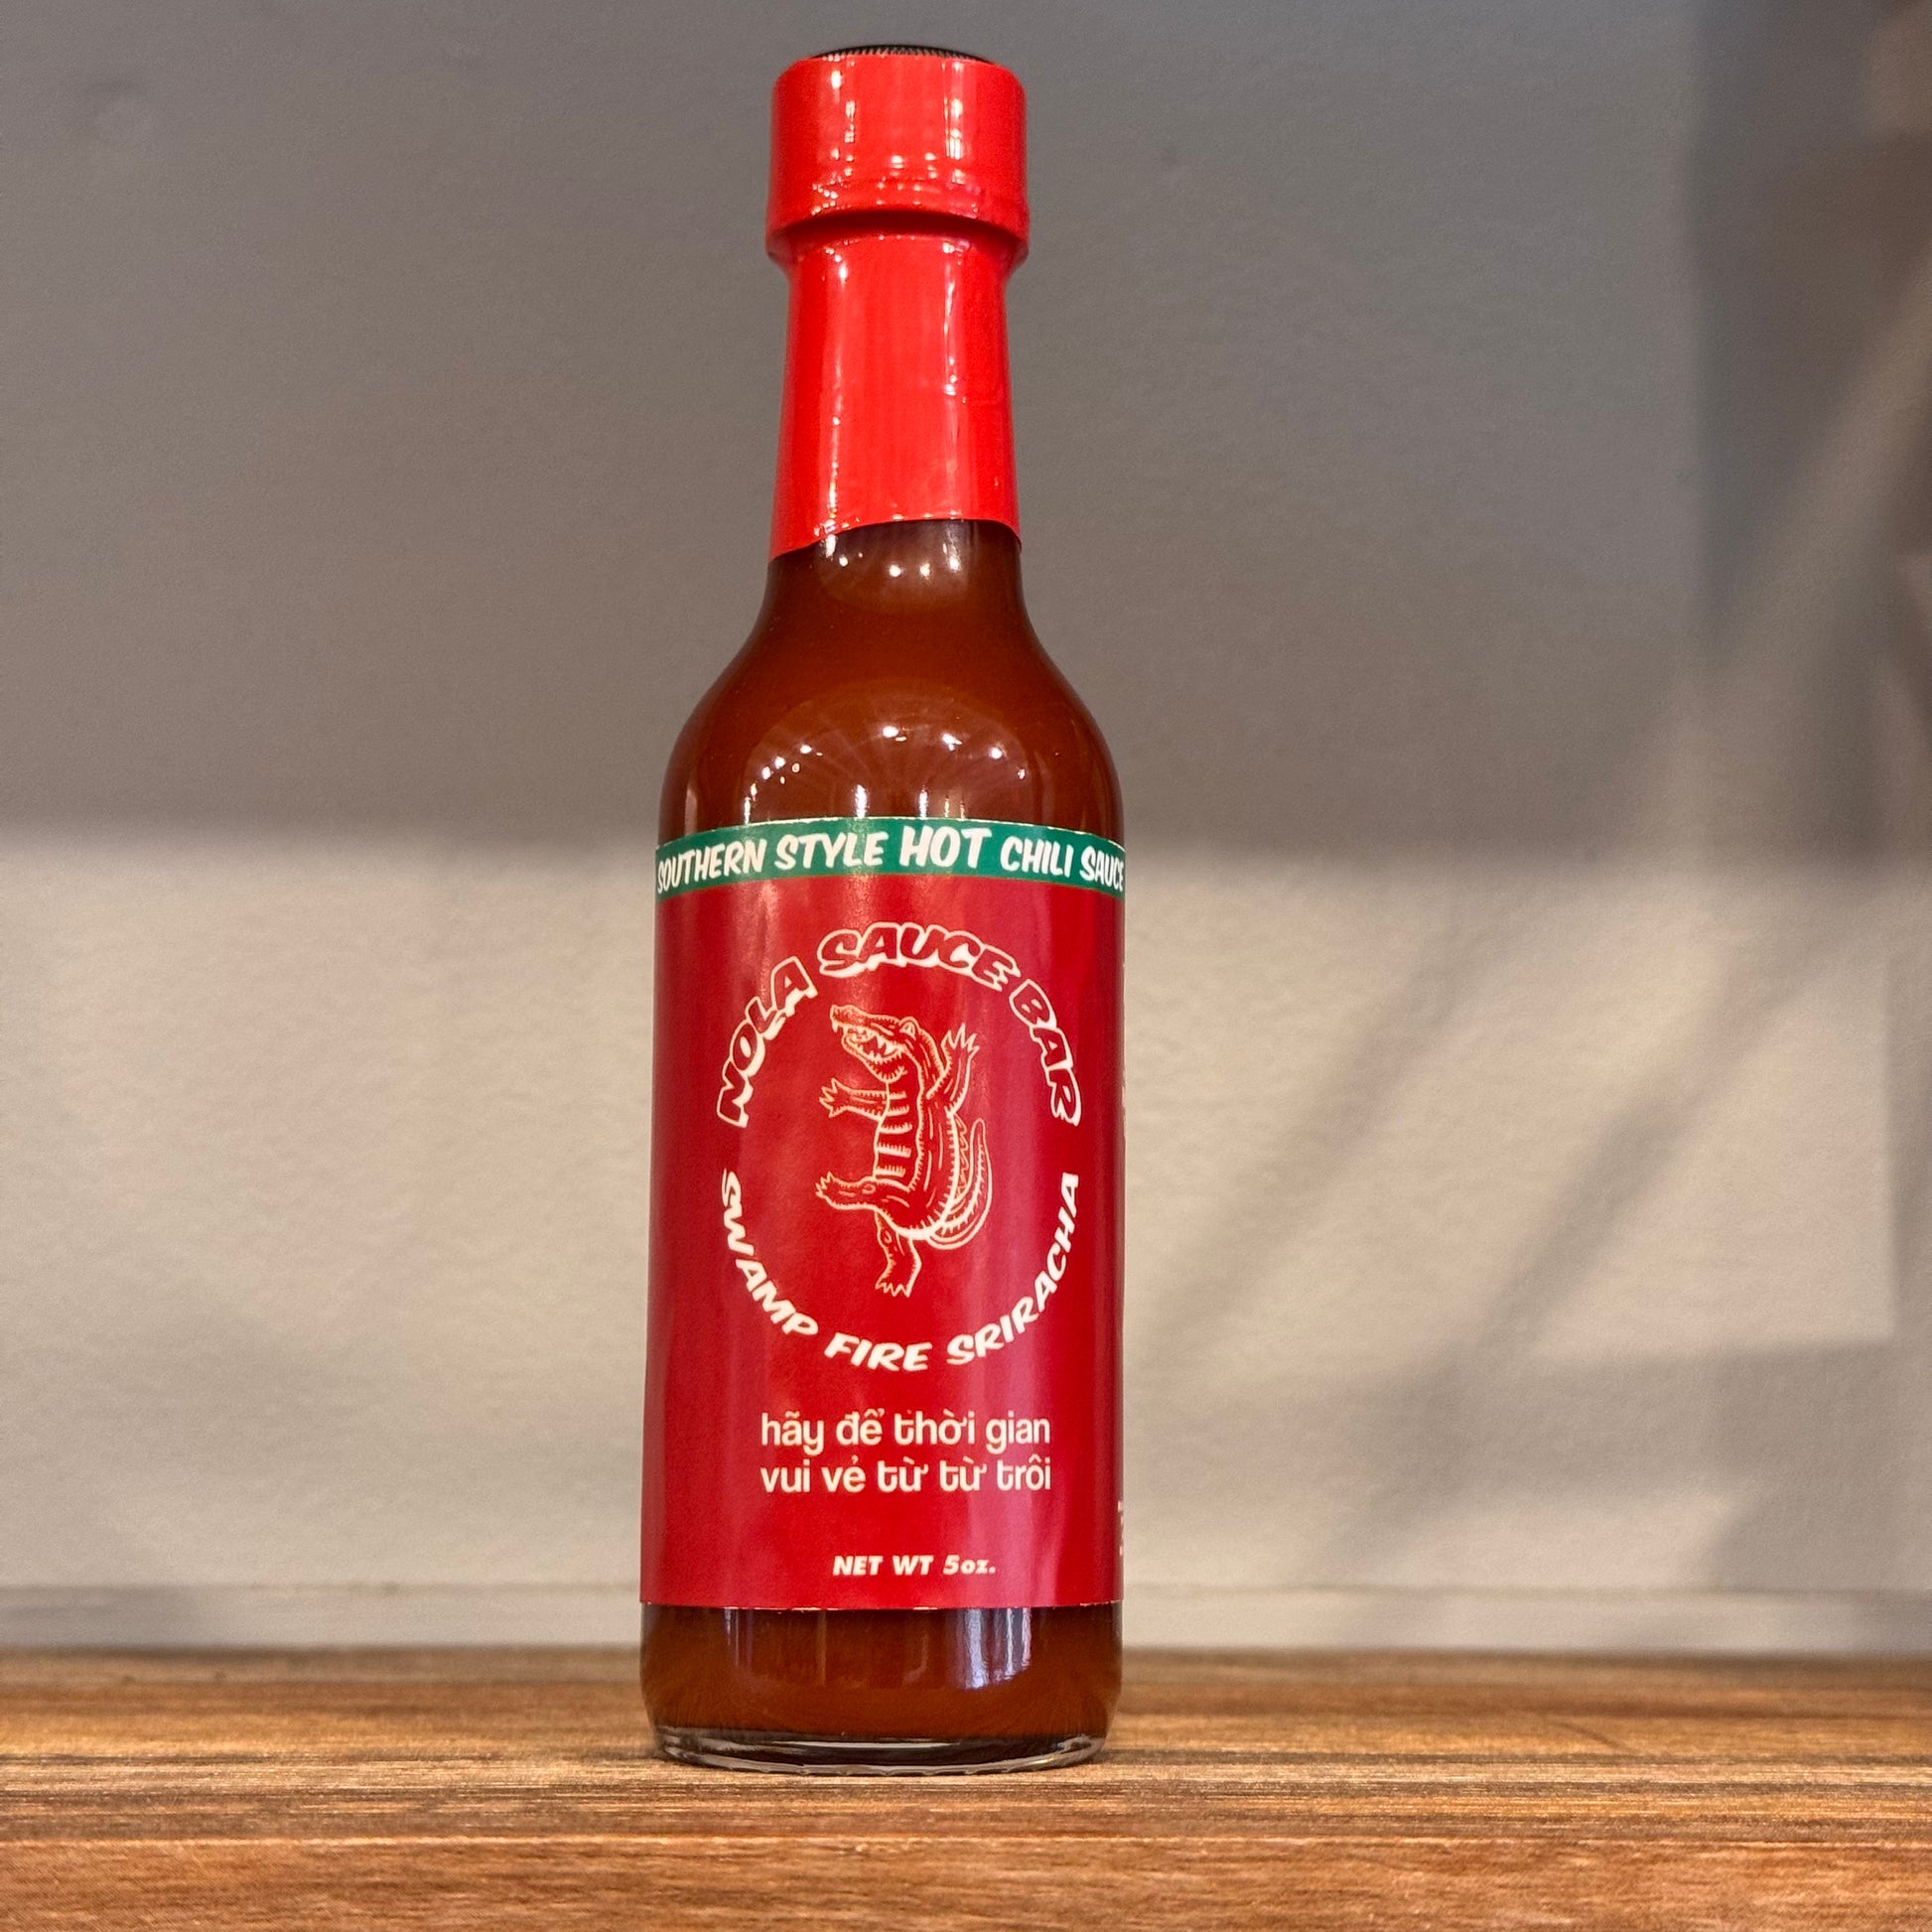 SOUTHERN STYLE HOT CHILI SAUCE
NOLA SAUCE BAR
SWAMP FIRE SRIRACHA
hãy để thời gian
vui vẻ từ từ trôi
NET WT 5oz.